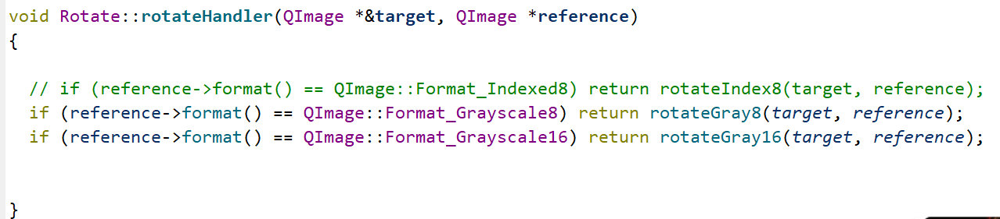 void Rotate::rotateHandler(QImage *&target, QImage *reference)
{
// if (reference->format() == QImage::Format_Indexed8) return rotateIndex8(target, reference);
if (reference->format() == QImage::Format_Grayscale8) return rotateGray8(target, reference);
if (reference->format() == QImage::Format_Grayscale16) return rotateGray16(target, reference);
}